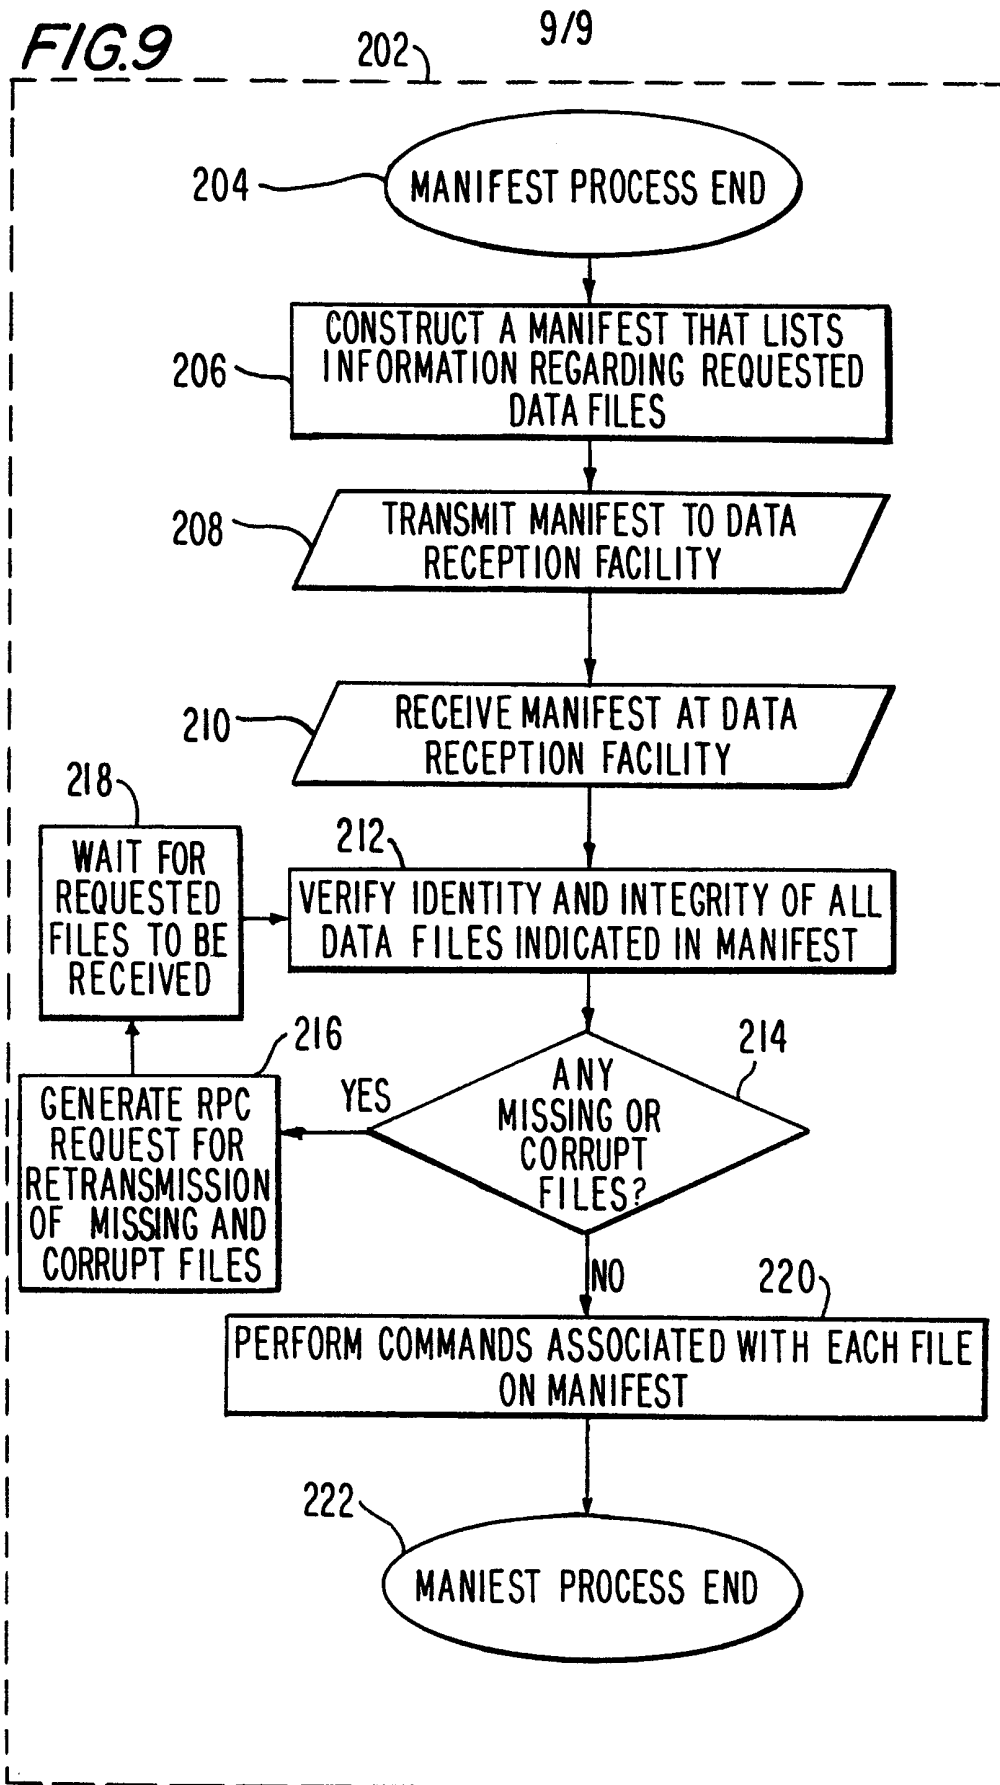 FIG.9
9/9
202
204
MANIFEST PROCESS END
206
CONSTRUCT A MANIFEST THAT LISTS
INFORMATION REGARDING REQUESTED
DATA FILES
208
TRANSMIT MANIFEST TO DATA
RECEPTION FACILITY
210
RECEIVE MANIFEST AT DATA
RECEPTION FACILITY
218
WAIT FOR
REQUESTED
FILES TO BE
RECEIVED
212
VERIFY IDENTITY AND INTEGRITY OF ALL
DATA FILES INDICATED IN MANIFEST
216
GENERATE RPC
REQUEST FOR
RETRANSMISSION
OF MISSING AND
CORRUPT FILES
YES
214
ANY
MISSING OR
CORRUPT
FILES?
NO
220
PERFORM COMMANDS ASSOCIATED WITH EACH FILE
ON MANIFEST
222
MANIEST PROCESS END